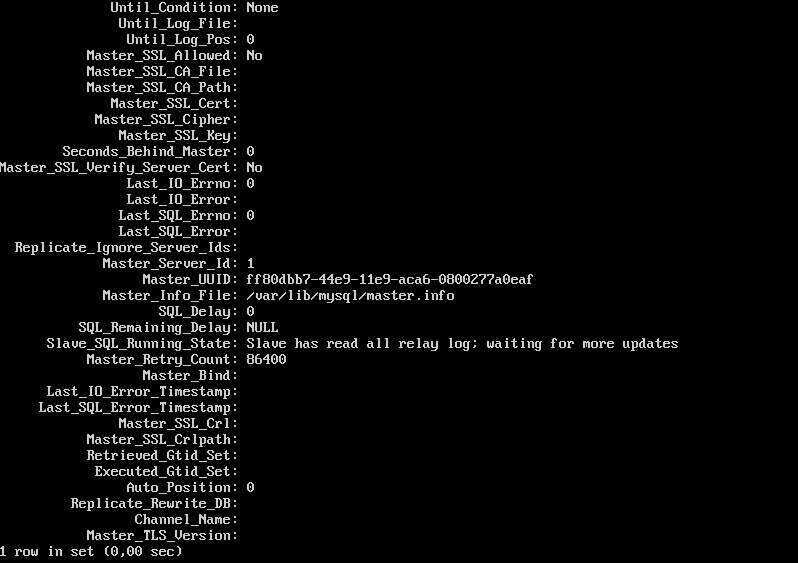 Until_Condition: None
Until_Log_File:
Until_Log_Pos: 0
Master_SSL_Allowed: No
Master_SSL_CA_File:
Master_SSL_CA_Path:
Master_SSL_Cert:
Master_SSL_Cipher:
Master_SSL_Key:
Seconds_Behind_Master: 0
Master_SSL_Verify_Server_Cert: No
Last_IO_Errno: 0
Last_IO_Error:
Last_SQL_Errno: 0
Last_SQL_Error:
Replicate_Ignore_Server_Ids:
Master_Server_Id: 1
Master_UUID: ff80dbb7-44e9-11e9-aca6-0800277a0eaf
Master_Info_File: /var/lib/mysql/master.info
SQL_Delay: 0
SQL_Remaining_Delay: NULL
Slave_SQL_Running_State: Slave has read all relay log; waiting for more updates
Master_Retry_Count: 86400
Master_Bind:
Last_IO_Error_Timestamp:
Last_SQL_Error_Timestamp:
Master_SSL_Crl:
Master_SSL_Crlpath:
Retrieved_Gtid_Set:
Executed_Gtid_Set:
Auto_Position: 0
Replicate_Rewrite_DB:
Channel_Name:
Master_TLS_Version:
1 row in set (0,00 sec)